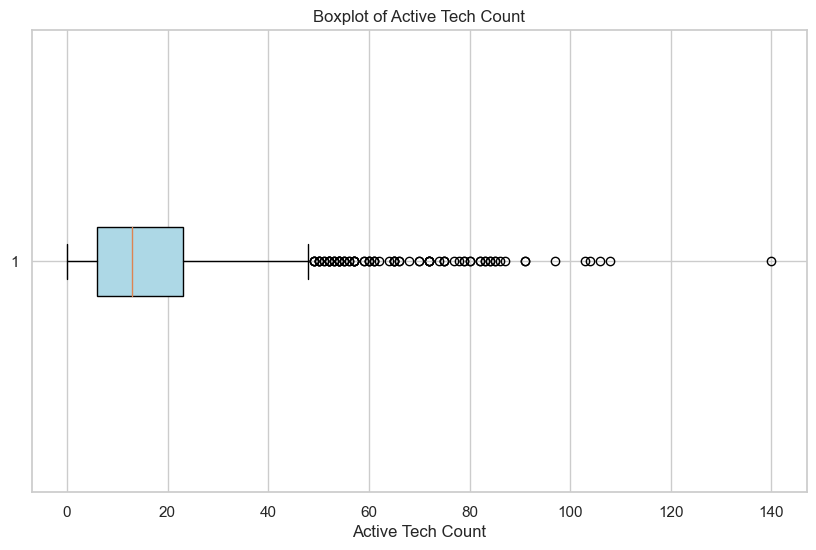 Boxplot of Active Tech Count
1
0 20 40 60 80 100 120 140
Active Tech Count